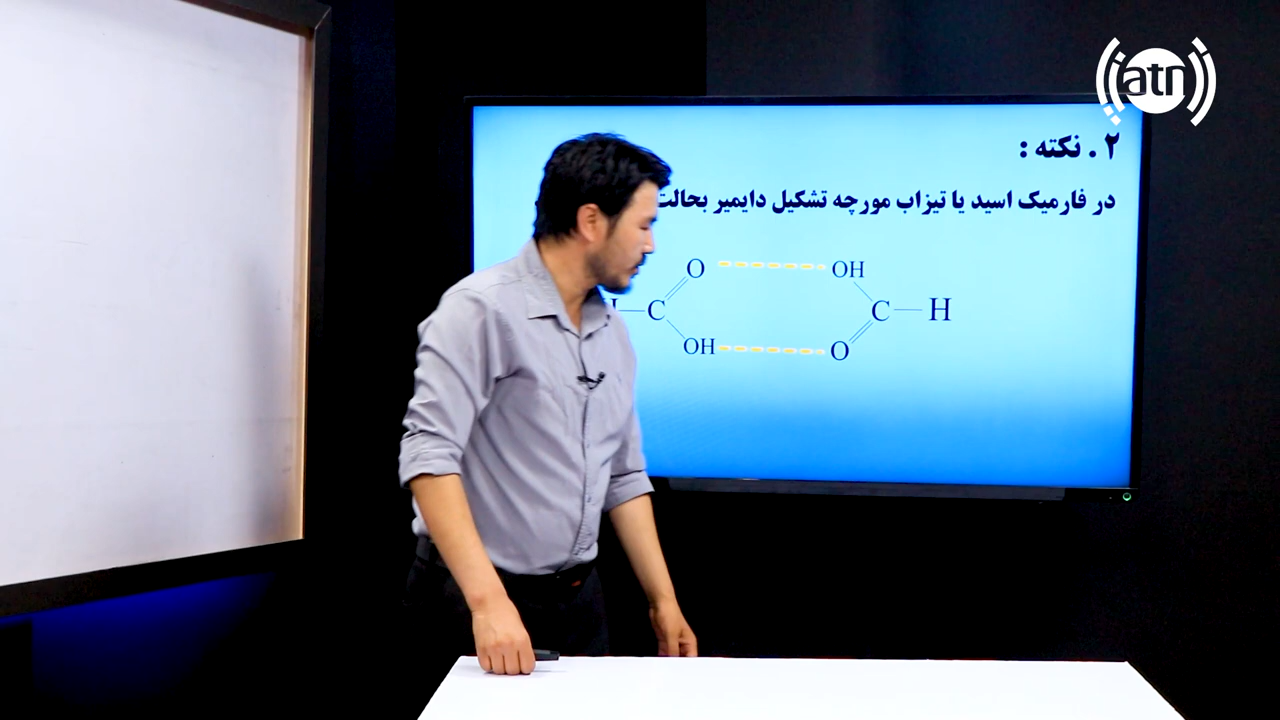 atn
۲ . نکته :
در فارمیک اسید یا تیزاب مورچه تشکیل دایمیر بحالت
O OH
C C H
OH O